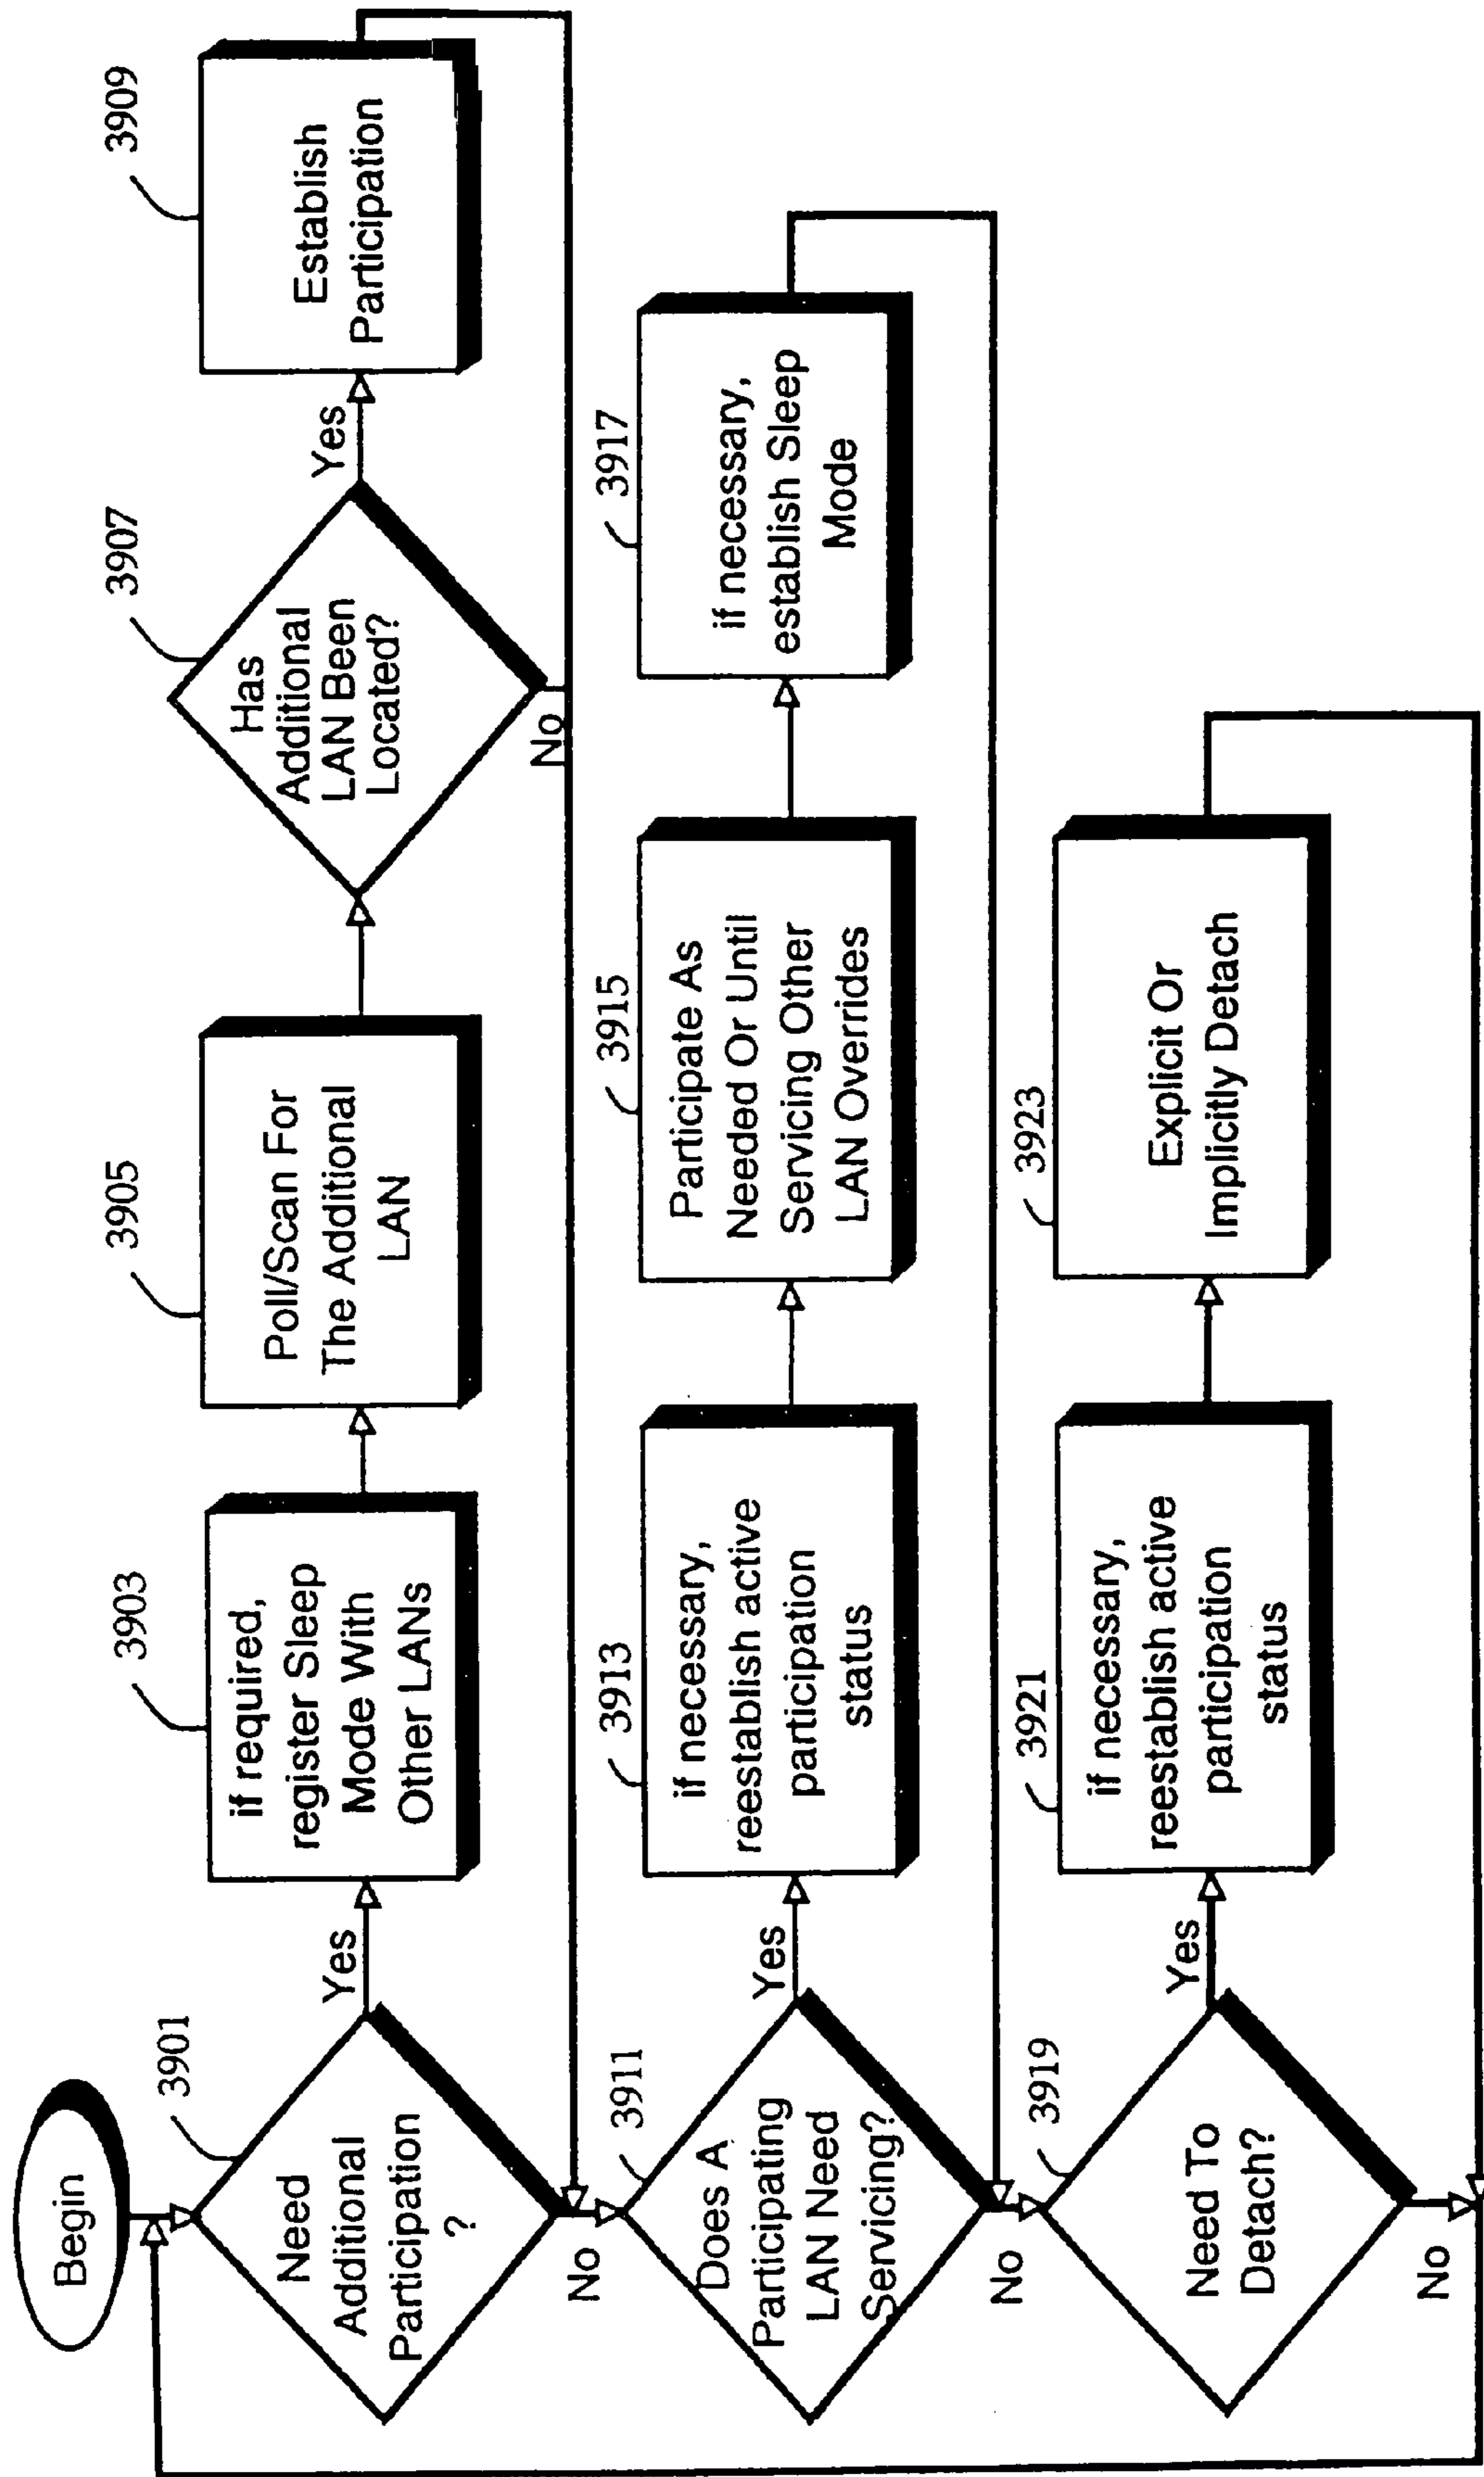 Begin
3901
Need
Additional
Participation
?
Yes
No
3903
if required,
register Sleep
Mode With
Other LANs
3905
Poll/Scan For
The Additional
LAN
3907
Has
Additional
LAN Been
Located?
Yes
No
3909
Establish
Participation
3911
Does A
Participating
LAN Need
Servicing?
Yes
No
3913
if necessary,
reestablish active
participation
status
3915
Participate As
Needed Or Until
Servicing Other
LAN Overrides
3917
if necessary,
establish Sleep
Mode
3919
Need To
Detach?
Yes
No
3921
if necessary,
reestablish active
participation
status
3923
Explicit Or
Implicitly Detach